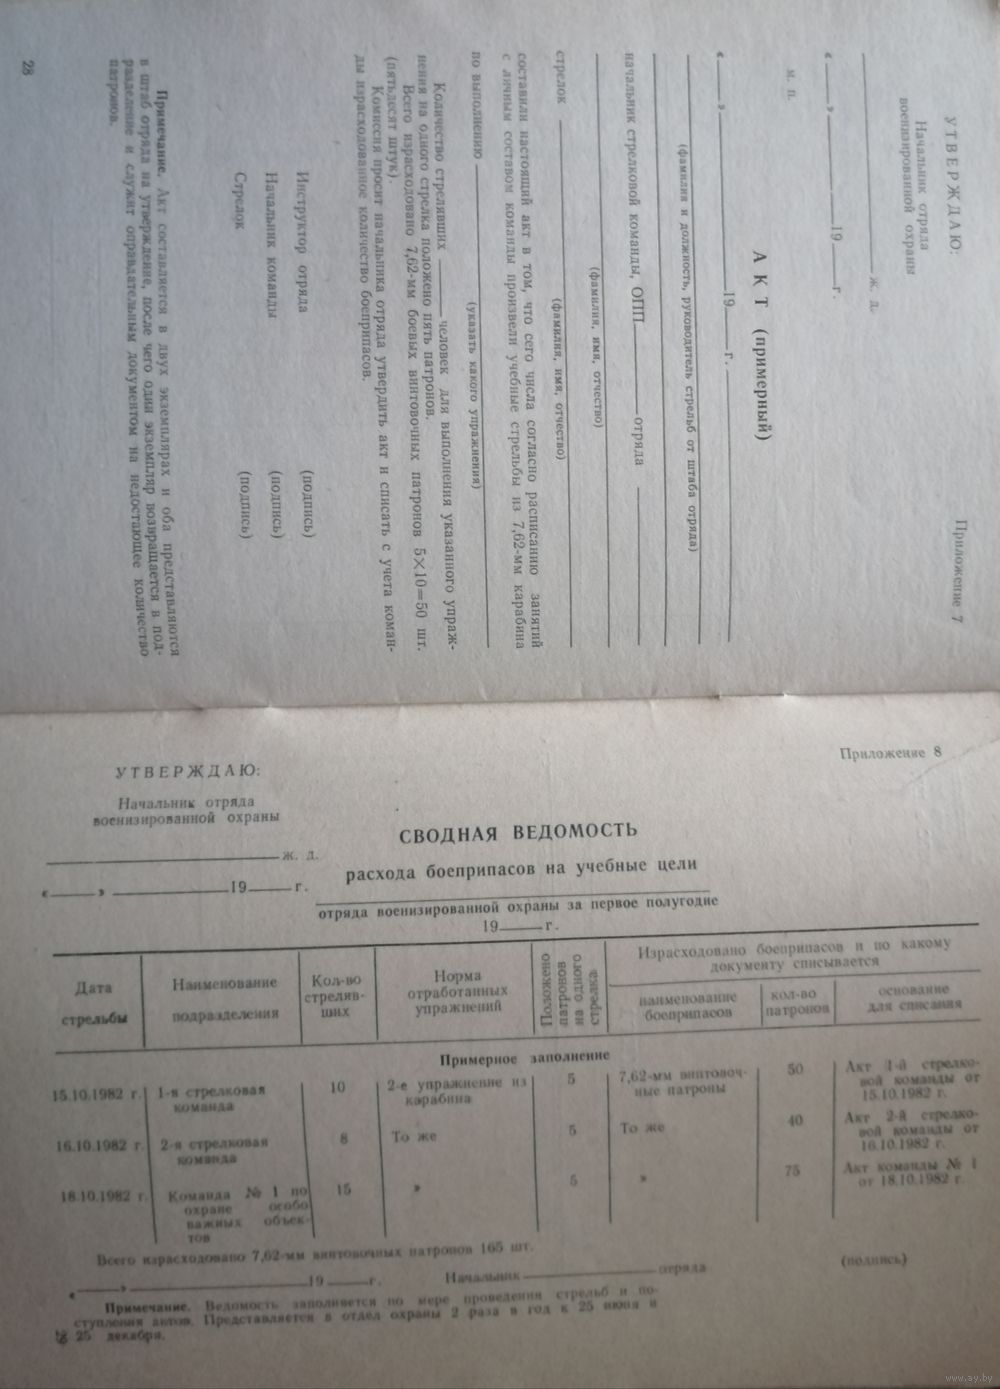 Приложение 7
УТВЕРЖДАЮ:
Начальник отряда
военизированной охраны
ж. д.
« » 19 г.
м. п.
АКТ (примерный)
« » 19 г.
(фамилия и должность, руководитель стрельб от штаба отряда)
начальник стрелковой команды, ОПП отряда
(фамилия, имя, отчество)
стрелок
(фамилия, имя, отчество)
составили настоящий акт в том, что сего числа согласно расписанию занятий
с личным составом команды произвели учебные стрельбы из 7,62-мм карабина
по выполнению
(указать какого упражнения)
Количество стрелявших человек для выполнения указанного упраж-
нения на одного стрелка положено пять патронов.
Всего израсходовано 7,62-мм боевых винтовочных патронов 5×10=50 шт.
(пятьдесят штук)
Комиссия просит начальника отряда утвердить акт и списать с учета коман-
ды израсходованное количество боеприпасов.
Инструктор отряда (подпись)
Начальник команды (подпись)
Стрелок (подпись)
Примечание. Акт составляется в двух экземплярах и оба представляются
в штаб отряда на утверждение, после чего один экземпляр возвращается в под-
разделение и служит оправдательным документом на недостающее количество
патронов.
28
Приложение 8
УТВЕРЖДАЮ:
Начальник отряда
военизированной охраны
ж. д.
« » 19 г.
СВОДНАЯ ВЕДОМОСТЬ
расхода боеприпасов на учебные цели
отряда военизированной охраны за первое полугодие
19 г.
Дата
стрельбы
Наименование
подразделения
Кол-во
стреляв-
ших
Норма
отработанных
упражнений
Положено
патронов
на одного
стрелка
Израсходовано боеприпасов и по какому
документу списывается
наименование
боеприпасов
кол-во
патронов
основание
для списания
Примерное заполнение
15.10.1982 г. 1-я стрелковая 10 2-е упражнение из 5 7,62-мм винтовоч- 50 Акт 1-й стрелко-
команда карабина ные патроны вой команды от
15.10.1982 г.
16.10.1982 г. 2-я стрелковая 8 То же 5 То же 40 Акт 2-й стрелко-
команда вой команды от
16.10.1982 г.
18.10.1982 г. Команда № 1 по 15 » 5 » 75 Акт команды № 1
охране особо от 18.10.1982 г.
важных объек-
тов
Всего израсходовано 7,62-мм винтовочных патронов 165 шт.
« » 19 г. Начальник отряда (подпись)
Примечание. Ведомость заполняется по мере проведения стрельб и по-
ступления актов. Представляется в отдел охраны 2 раза в год к 25 июня и
25 декабря.
www.ay.by